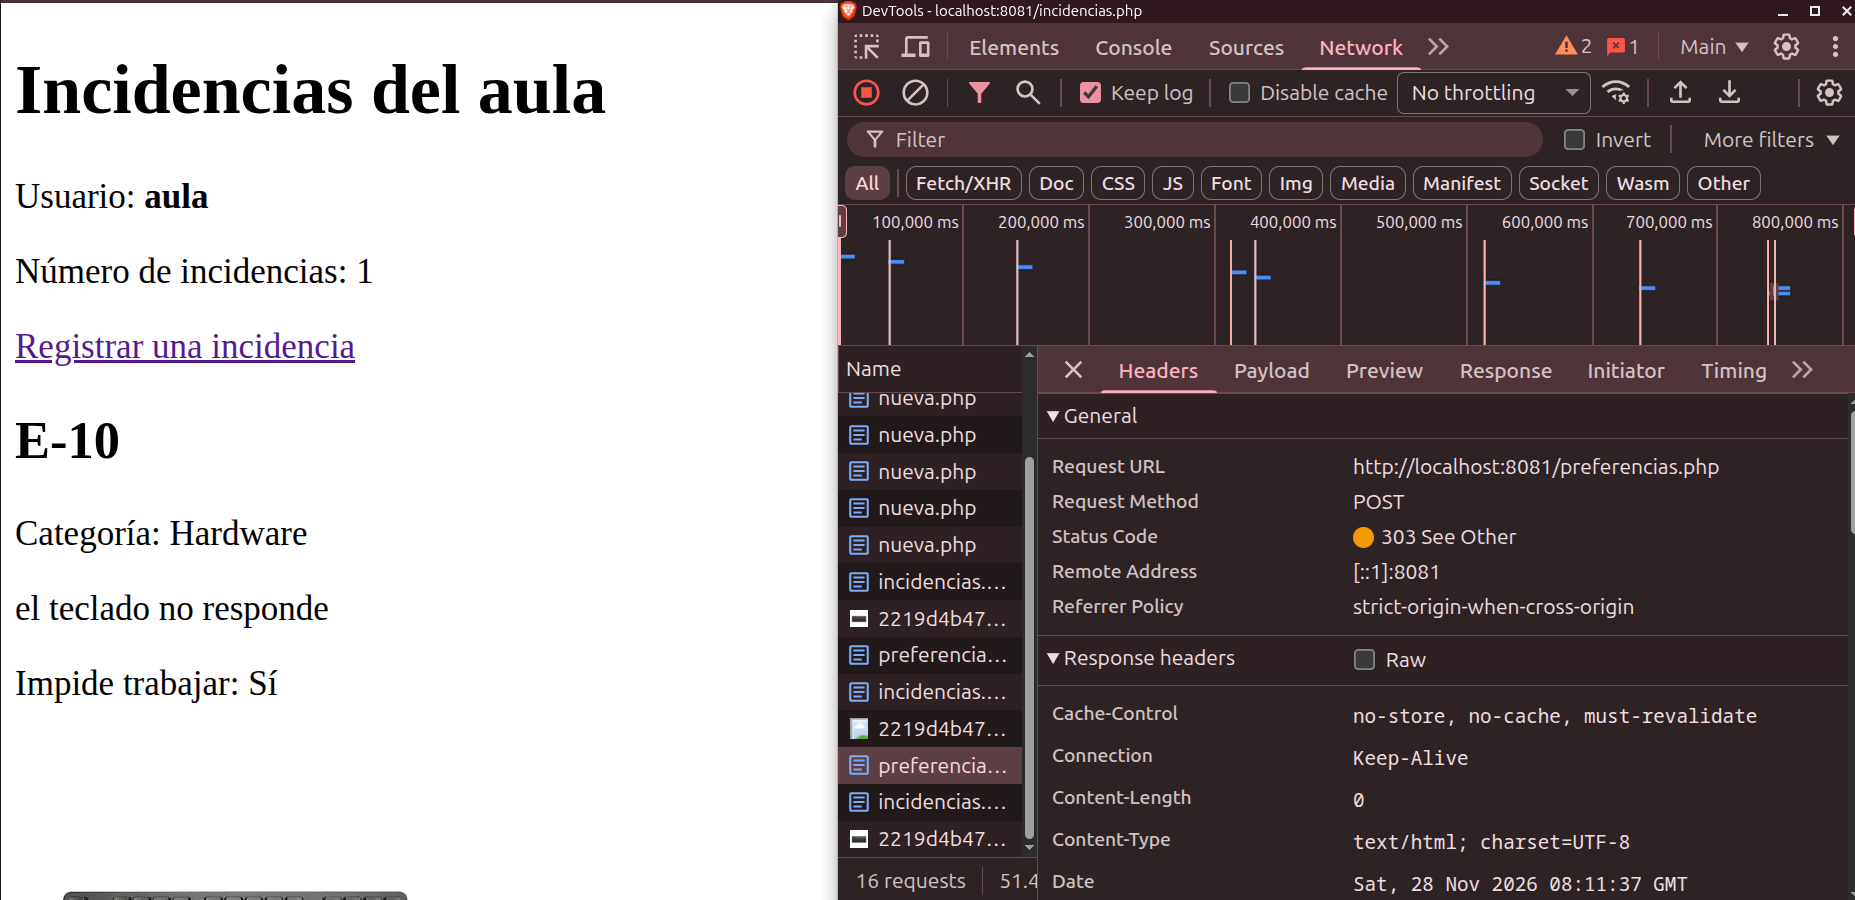 Incidencias del aula
Usuario: aula
Número de incidencias: 1
Registrar una incidencia
E-10
Categoría: Hardware
el teclado no responde
Impide trabajar: Sí
DevTools - localhost:8081/incidencias.php
Elements Console Sources Network 2 1 Main
Keep log Disable cache No throttling
Filter Invert More filters
All Fetch/XHR Doc CSS JS Font Img Media Manifest Socket Wasm Other
100,000 ms 200,000 ms 300,000 ms 400,000 ms 500,000 ms 600,000 ms 700,000 ms 800,000 ms
Name
nueva.php
nueva.php
nueva.php
nueva.php
nueva.php
incidencias....
2219d4b47...
preferencia...
incidencias....
2219d4b47...
preferencia...
incidencias....
2219d4b47...
16 requests 51.4
Headers Payload Preview Response Initiator Timing
General
Request URL http://localhost:8081/preferencias.php
Request Method POST
Status Code 303 See Other
Remote Address [::1]:8081
Referrer Policy strict-origin-when-cross-origin
Response headers Raw
Cache-Control no-store, no-cache, must-revalidate
Connection Keep-Alive
Content-Length 0
Content-Type text/html; charset=UTF-8
Date Sat, 28 Nov 2026 08:11:37 GMT